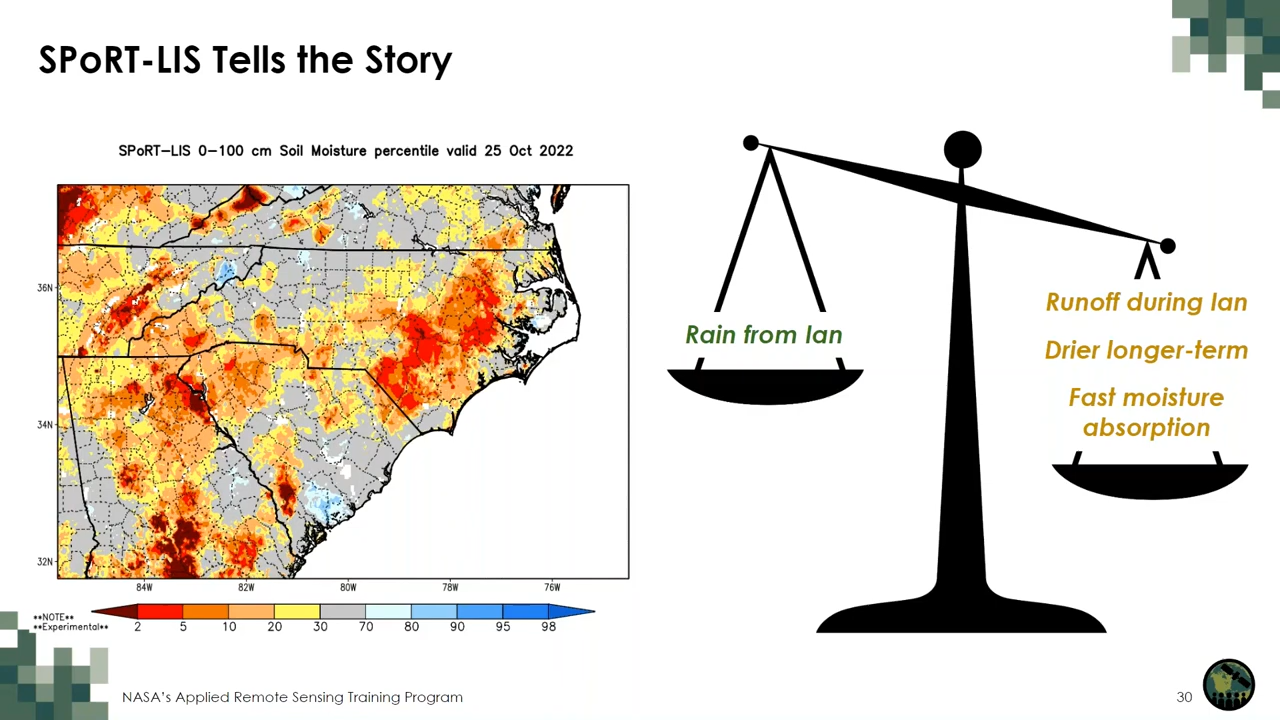 SPoRT-LIS Tells the Story
SPoRT-LIS 0-100 cm Soil Moisture percentile valid 25 Oct 2022
36N
34N
32N
84W 82W 80W 78W 76W
**NOTE**
**Experimental**
2 5 10 20 30 70 80 90 95 98
Rain from Ian
Runoff during Ian
Drier longer-term
Fast moisture
absorption
NASA's Applied Remote Sensing Training Program
30